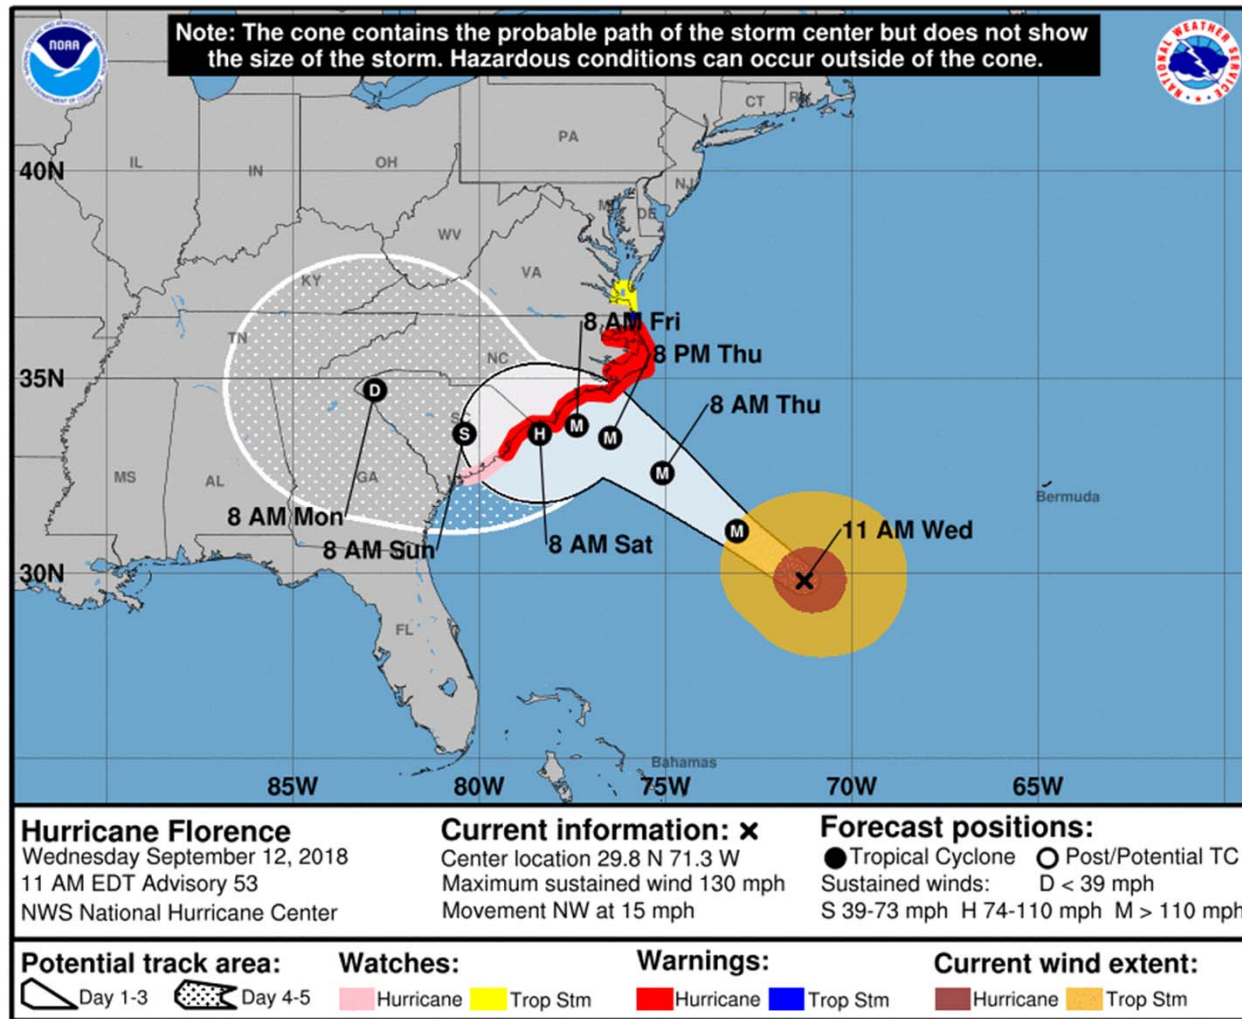 Note: The cone contains the probable path of the storm center but does not show
the size of the storm. Hazardous conditions can occur outside of the cone.
NOAA
NATIONAL WEATHER SERVICE
CT
PA
40N
IL
IN
OH
NJ
DE
WV
VA
KY
8 AM Fri
TN
NC
8 PM Thu
35N
D
8 AM Thu
SC
S
H
M
M
M
MS
AL
GA
Bermuda
8 AM Mon
8 AM Sun
8 AM Sat
M
11 AM Wed
30N
FL
Bahamas
85W
80W
75W
70W
65W
Hurricane Florence
Wednesday September 12, 2018
11 AM EDT Advisory 53
NWS National Hurricane Center
Current information: ×
Center location 29.8 N 71.3 W
Maximum sustained wind 130 mph
Movement NW at 15 mph
Forecast positions:
Tropical Cyclone Post/Potential TC
Sustained winds: D < 39 mph
S 39-73 mph H 74-110 mph M > 110 mph
Potential track area:
Day 1-3 Day 4-5
Watches:
Hurricane Trop Stm
Warnings:
Hurricane Trop Stm
Current wind extent:
Hurricane Trop Stm